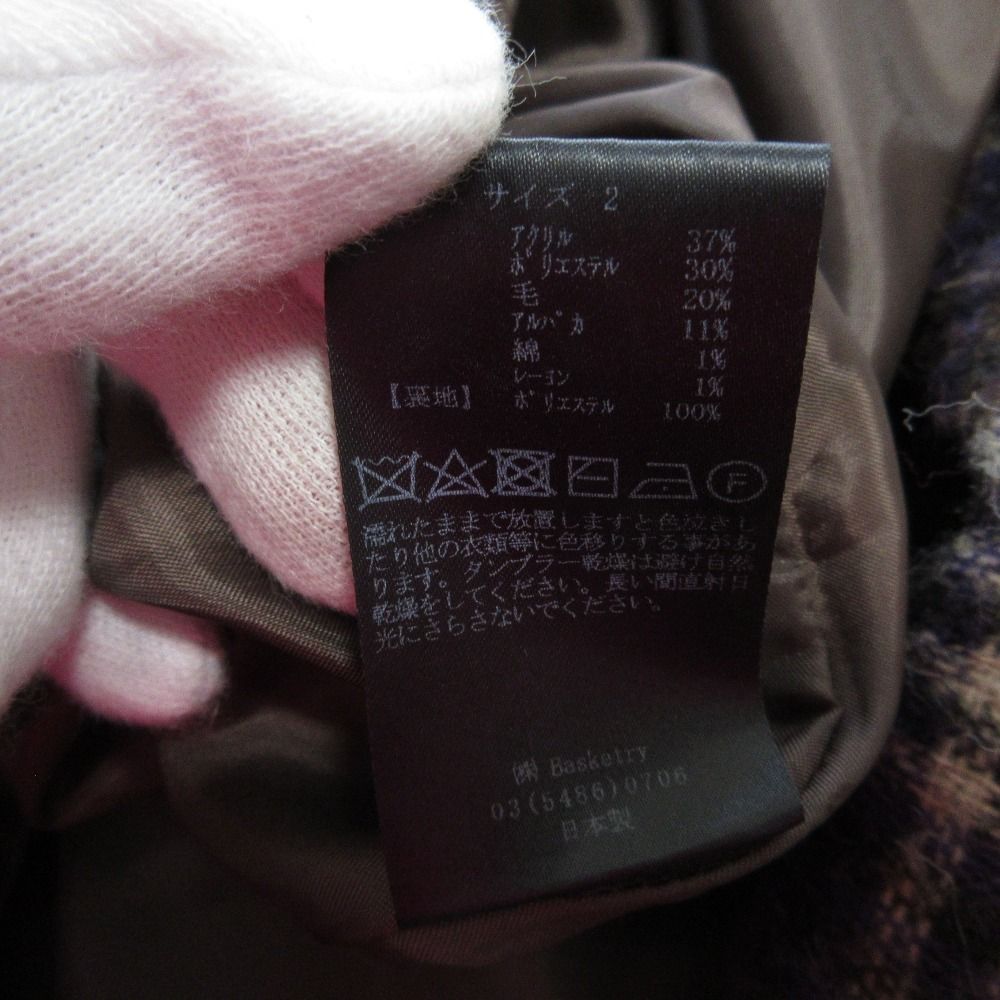 サイズ 2
アクリル 37%
ポリエステル 30%
毛 20%
アルパカ 11%
綿 1%
レーヨン 1%
【裏地】 ポリエステル 100%
F
濡れたままで放置しますと色泣きし
たり他の衣類等に色移りする事があ
ります。タンブラー乾燥は避け自然
乾燥をしてください。長い間直射日
光にさらさないでください。
㈱ Basketry
03(5486)0706
日本製